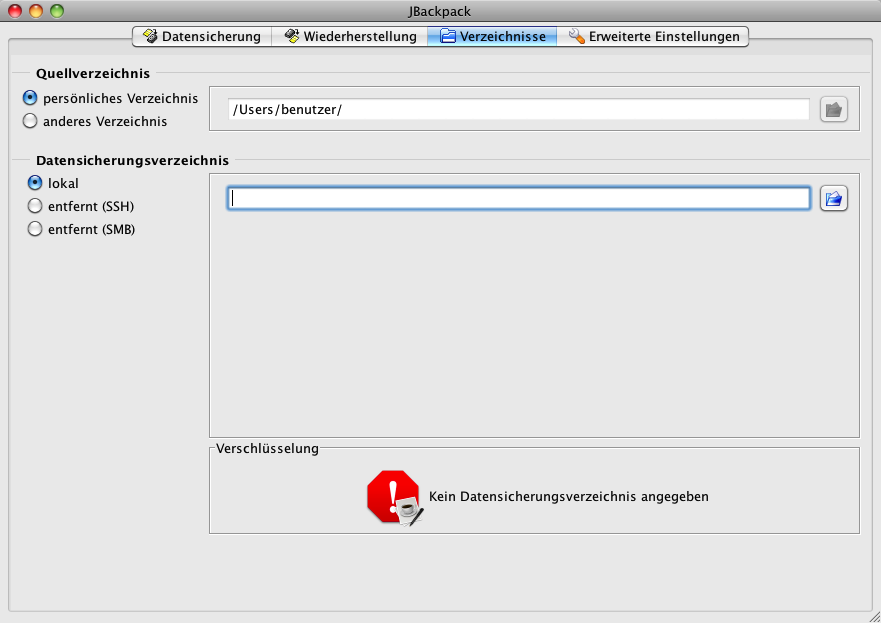 JBackpack
Datensicherung Wiederherstellung Verzeichnisse Erweiterte Einstellungen
Quellverzeichnis
persönliches Verzeichnis
/Users/benutzer/
anderes Verzeichnis
Datensicherungsverzeichnis
lokal
entfernt (SSH)
entfernt (SMB)
Verschlüsselung
Kein Datensicherungsverzeichnis angegeben